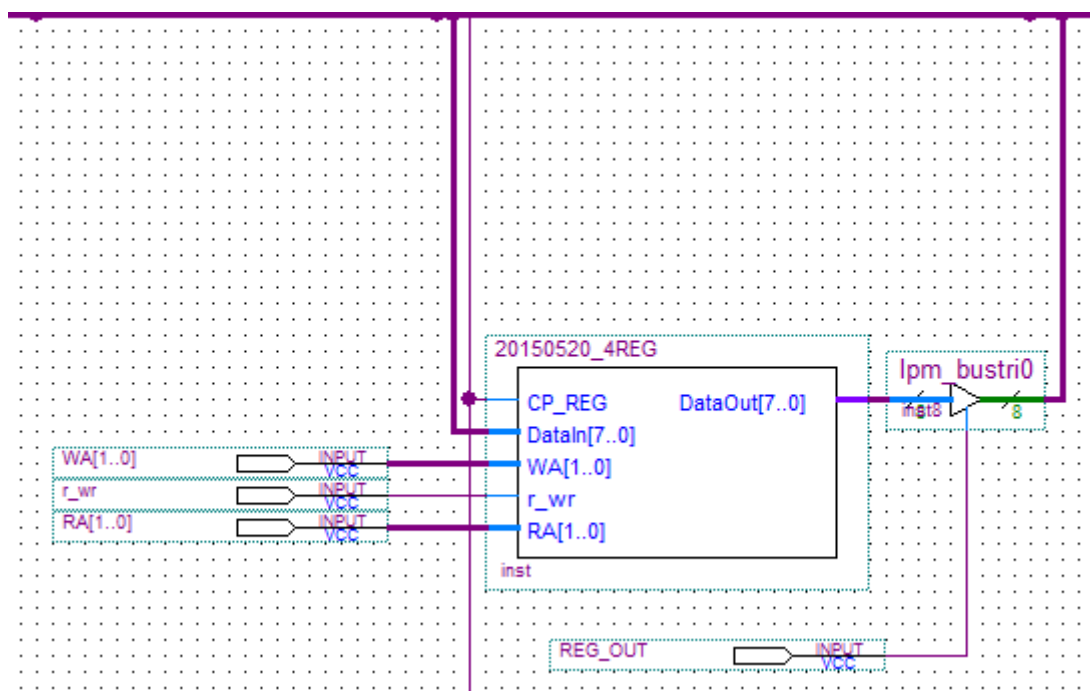 20150520_4REG
lpm_bustri0
CP_REG DataOut[7..0]
inst8 8
DataIn[7..0]
WA[1..0] INPUT VCC WA[1..0]
r_wr INPUT VCC r_wr
RA[1..0] INPUT VCC RA[1..0]
inst
REG_OUT INPUT VCC